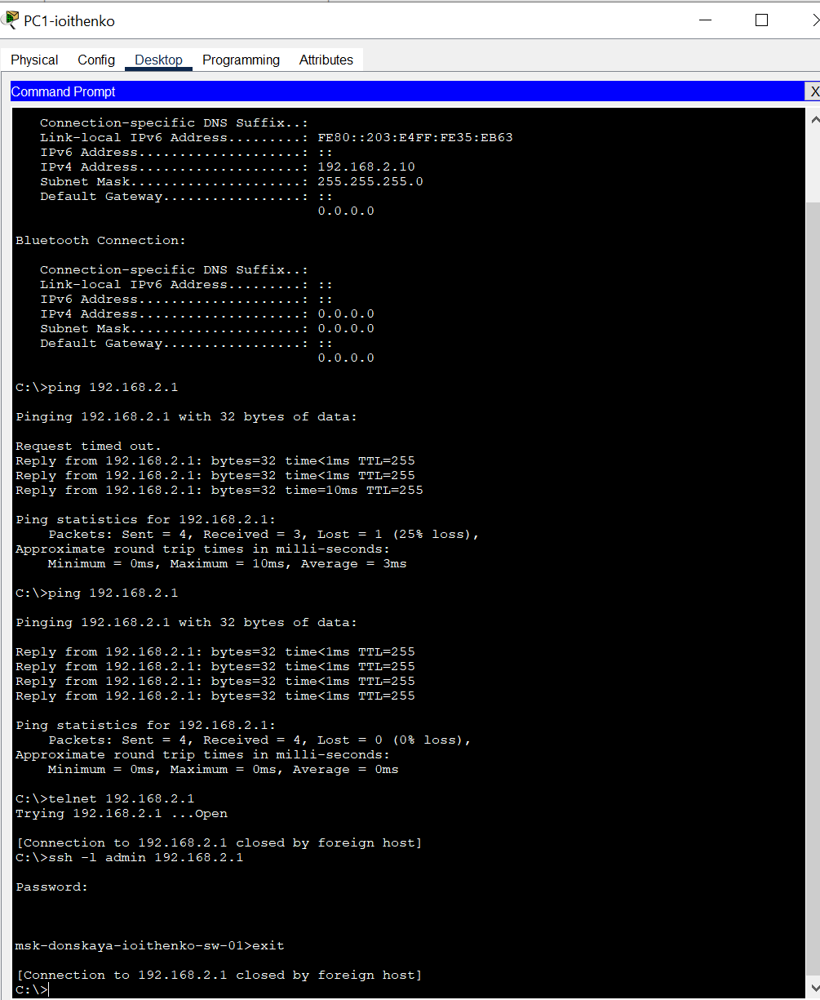 PC1-ioithenko
Physical Config Desktop Programming Attributes
Command Prompt
X
Connection-specific DNS Suffix..:
Link-local IPv6 Address.........: FE80::203:E4FF:FE35:EB63
IPv6 Address....................: ::
IPv4 Address....................: 192.168.2.10
Subnet Mask.....................: 255.255.255.0
Default Gateway.................: ::
0.0.0.0
Bluetooth Connection:
Connection-specific DNS Suffix..:
Link-local IPv6 Address.........: ::
IPv6 Address....................: ::
IPv4 Address....................: 0.0.0.0
Subnet Mask.....................: 0.0.0.0
Default Gateway.................: ::
0.0.0.0
C:\>ping 192.168.2.1
Pinging 192.168.2.1 with 32 bytes of data:
Request timed out.
Reply from 192.168.2.1: bytes=32 time<1ms TTL=255
Reply from 192.168.2.1: bytes=32 time<1ms TTL=255
Reply from 192.168.2.1: bytes=32 time=10ms TTL=255
Ping statistics for 192.168.2.1:
Packets: Sent = 4, Received = 3, Lost = 1 (25% loss),
Approximate round trip times in milli-seconds:
Minimum = 0ms, Maximum = 10ms, Average = 3ms
C:\>ping 192.168.2.1
Pinging 192.168.2.1 with 32 bytes of data:
Reply from 192.168.2.1: bytes=32 time<1ms TTL=255
Reply from 192.168.2.1: bytes=32 time<1ms TTL=255
Reply from 192.168.2.1: bytes=32 time<1ms TTL=255
Reply from 192.168.2.1: bytes=32 time<1ms TTL=255
Ping statistics for 192.168.2.1:
Packets: Sent = 4, Received = 4, Lost = 0 (0% loss),
Approximate round trip times in milli-seconds:
Minimum = 0ms, Maximum = 0ms, Average = 0ms
C:\>telnet 192.168.2.1
Trying 192.168.2.1 ...Open
[Connection to 192.168.2.1 closed by foreign host]
C:\>ssh -l admin 192.168.2.1
Password:
msk-donskaya-ioithenko-sw-01>exit
[Connection to 192.168.2.1 closed by foreign host]
C:\>